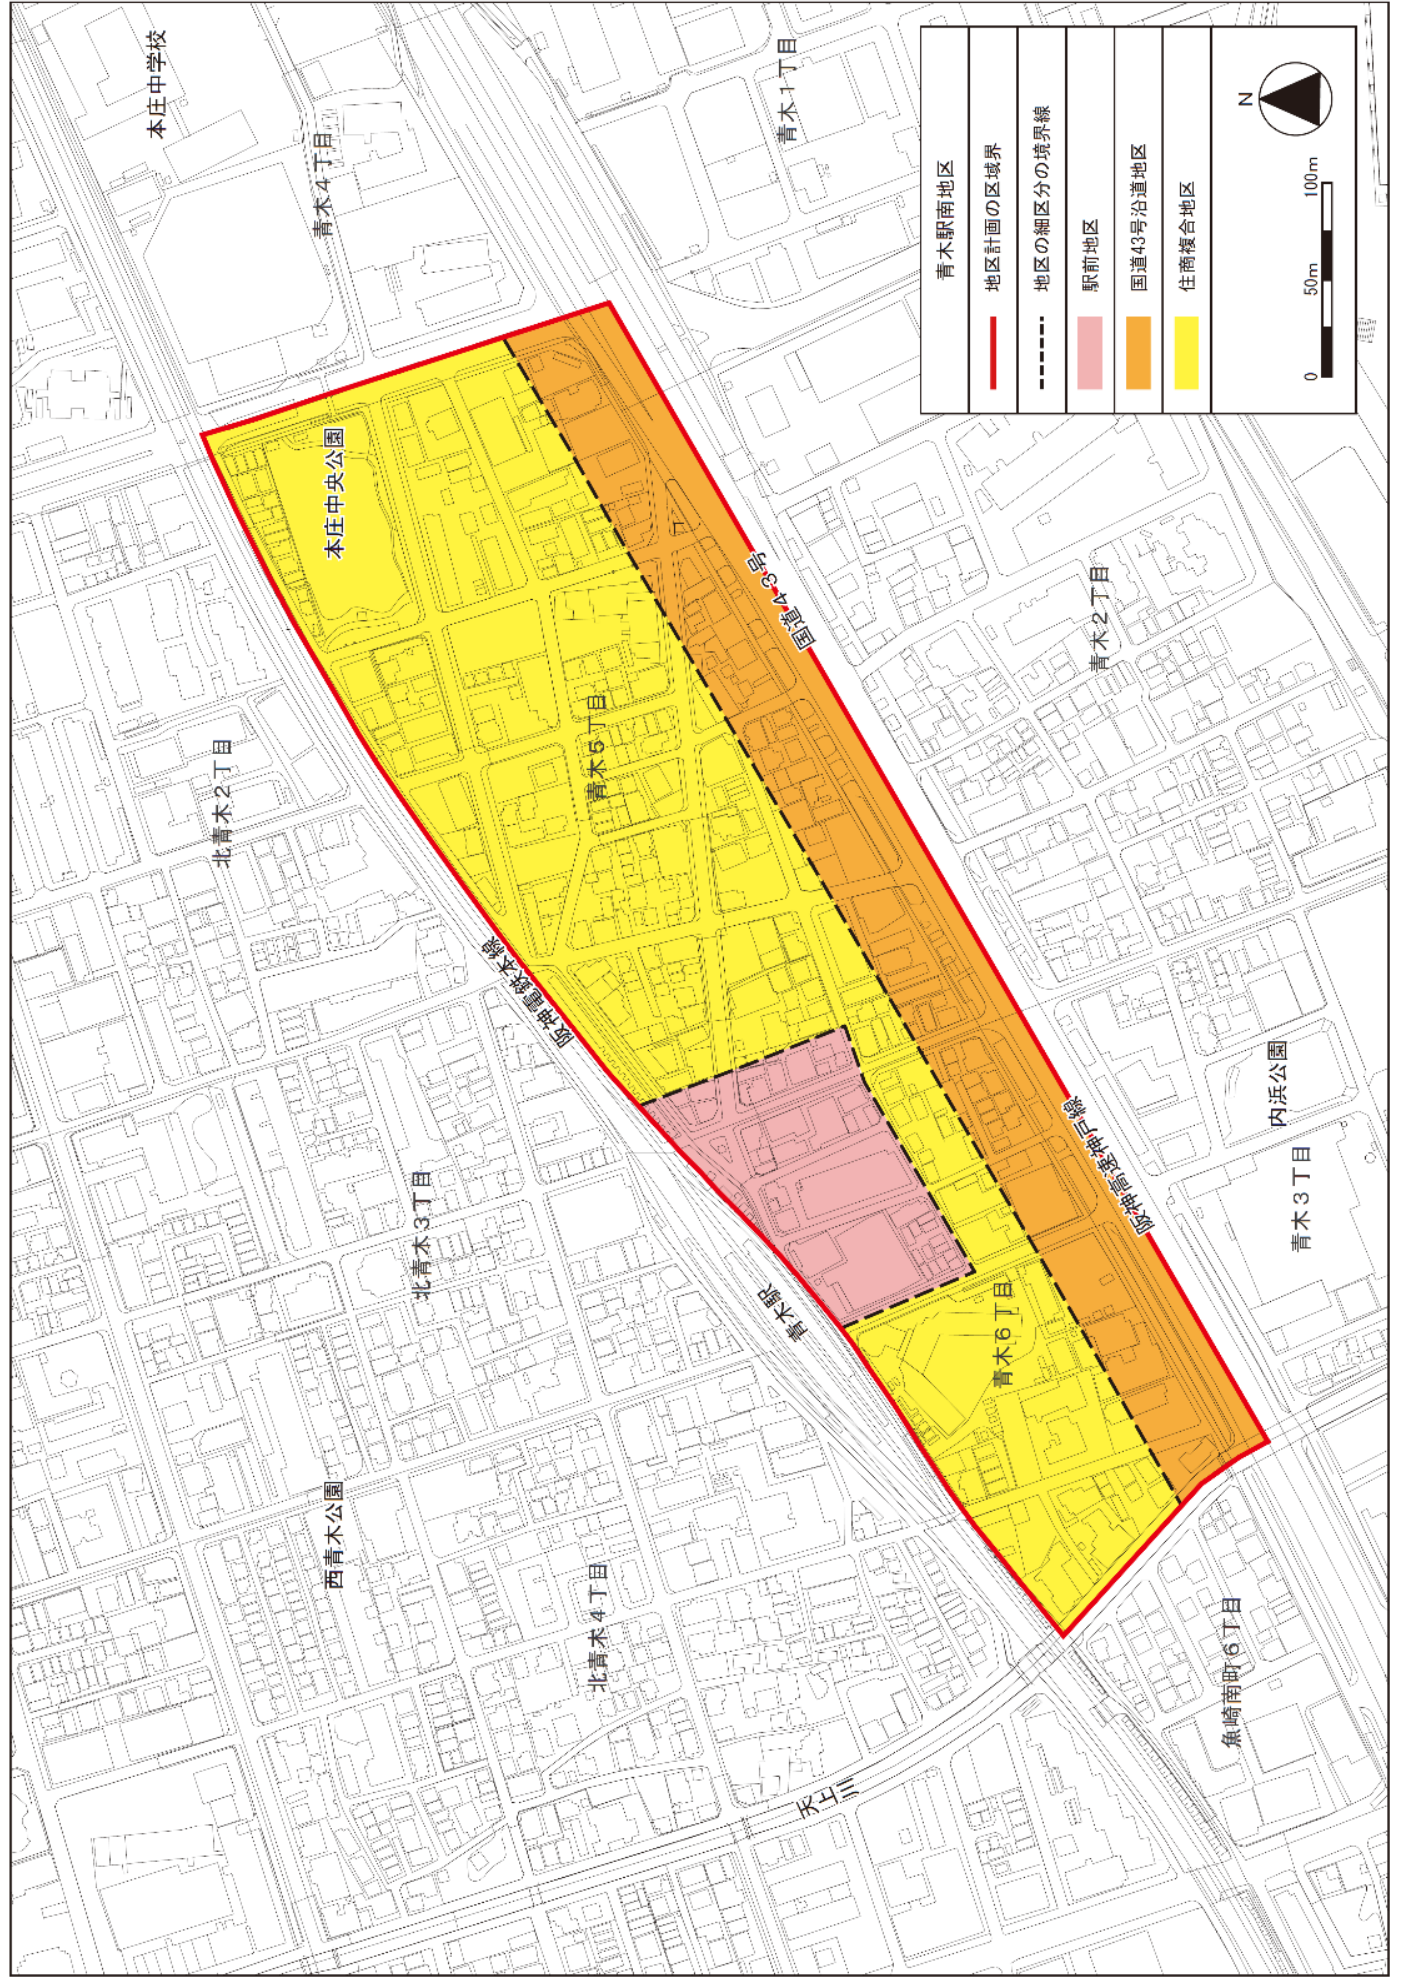 本庄中学校
青木４丁目
青木１丁目
本庄中央公園
北青木２丁目
青木５丁目
国道４３号
青木２丁目
阪神電鉄本線
北青木３丁目
青木駅
阪神高速神戸線
内浜公園
青木３丁目
青木６丁目
西青木公園
北青木４丁目
天上川
魚崎南町６丁目
青木駅南地区
地区計画の区域界
地区の細区分の境界線
駅前地区
国道43号沿道地区
住商複合地区
0 50m 100m
N